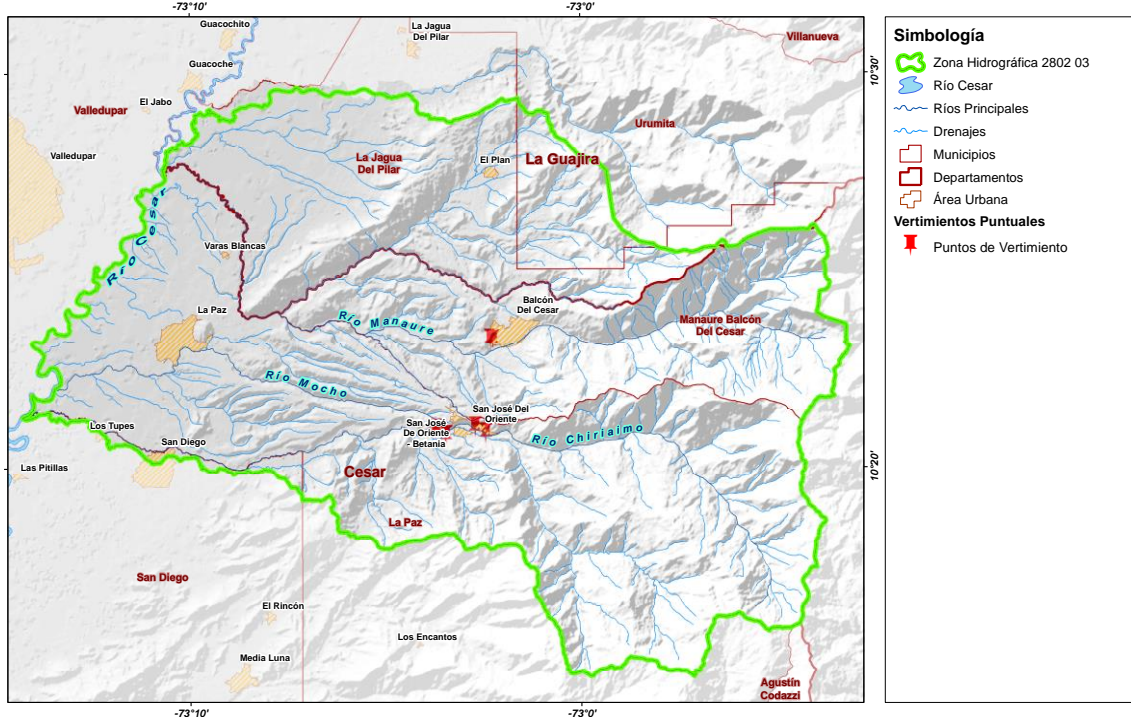 -73°10'
-73°0'
Guacochito
La Jagua
Del Pilar
Villanueva
10°30'
Guacoche
El Jabo
Valledupar
Urumita
Valledupar
La Jagua
Del Pilar
El Plan
La Guajira
Río Cesar
Varas Blancas
La Paz
Balcón
Del Cesar
Río Manaure
Manaure Balcón
Del Cesar
Río Mocho
San José Del
Oriente
San José
De Oriente
- Betania
Río Chiriaimo
Los Tupes
San Diego
Las Pitillas
Cesar
10°20'
La Paz
San Diego
El Rincón
Los Encantos
Media Luna
Agustín
Codazzi
-73°10'
-73°0'
Simbología
Zona Hidrográfica 2802 03
Río Cesar
Ríos Principales
Drenajes
Municipios
Departamentos
Área Urbana
Vertimientos Puntuales
Puntos de Vertimiento